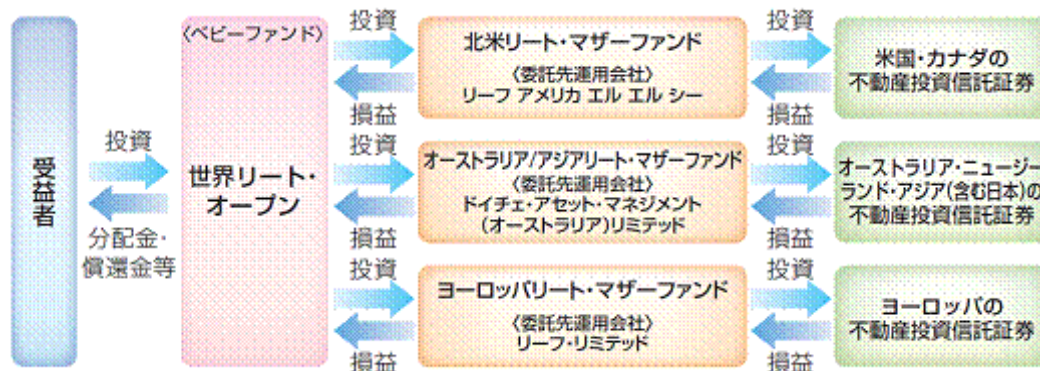 受益者
投資
分配金・
償還金等
〈ベビーファンド〉
世界リート・
オープン
投資
損益
北米リート・マザーファンド
〈委託先運用会社〉
リーフ アメリカ エル エル シー
投資
損益
米国・カナダの
不動産投資信託証券
投資
損益
オーストラリア/アジアリート・マザーファンド
〈委託先運用会社〉
ドイチェ・アセット・マネジメント
(オーストラリア)リミテッド
投資
損益
オーストラリア・ニュージー
ランド・アジア(含む日本)の
不動産投資信託証券
投資
損益
ヨーロッパリート・マザーファンド
〈委託先運用会社〉
リーフ・リミテッド
投資
損益
ヨーロッパの
不動産投資信託証券